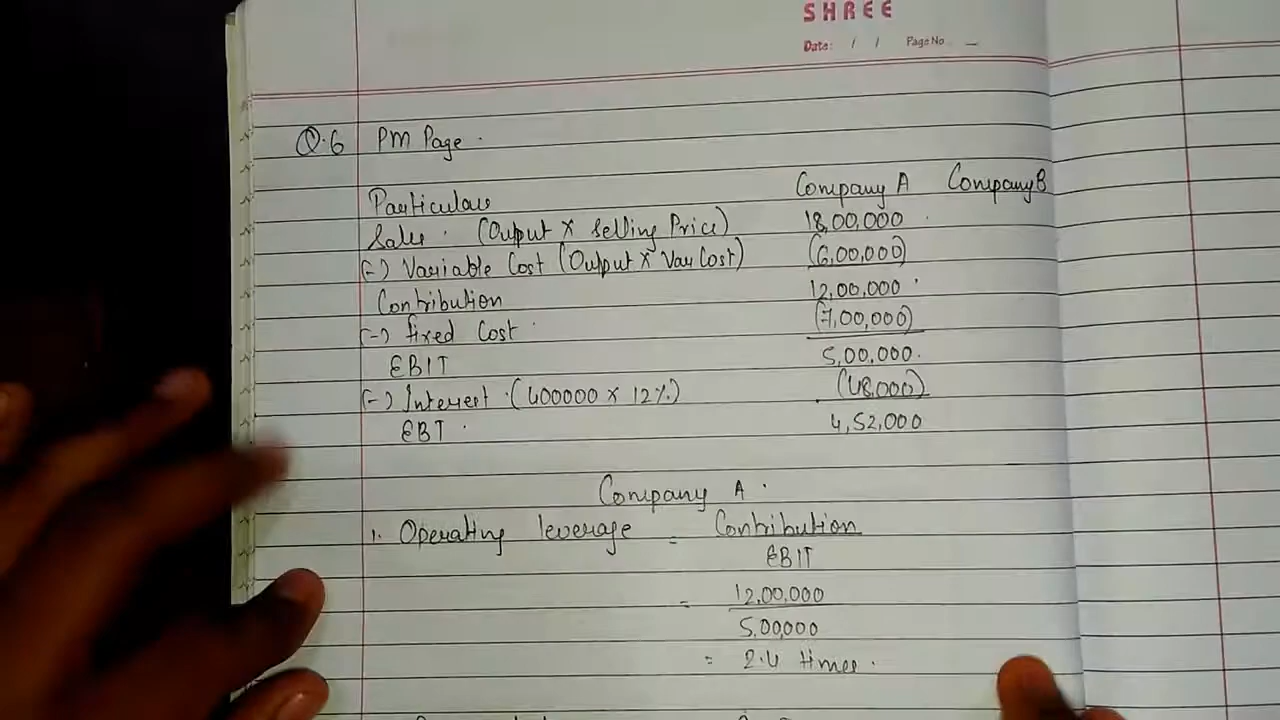 SHREE
Date: / / Page No
Q.6 PM Page.
Particulars Company A Company B
Sales. (Output x Selling Price) 18,00,000
(-) Variable Cost (Output x Var Cost) (6,00,000)
Contribution 12,00,000
(-) fixed Cost (7,00,000)
EBIT 5,00,000.
(-) Interest (400000 x 12%) (48,000)
EBT. 4,52,000
Company A.
1. Operating leverage = Contribution
EBIT
= 12,00,000
5,00,000
= 2.4 times.